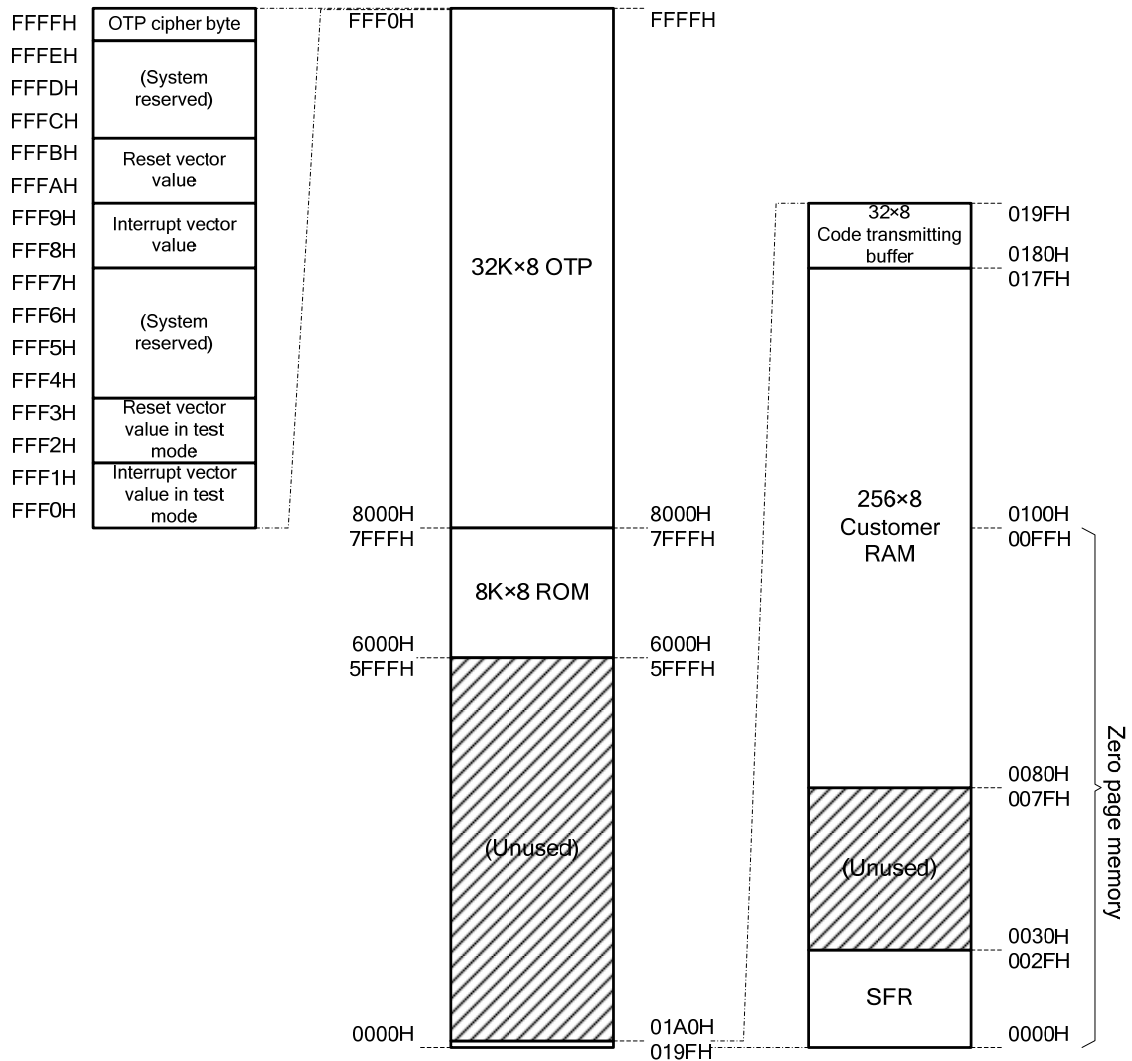 FFFFH
OTP cipher byte
FFFEH
FFFDH
FFFCH
(System
reserved)
FFFBH
FFFAH
Reset vector
value
FFF9H
FFF8H
Interrupt vector
value
FFF7H
FFF6H
FFF5H
FFF4H
(System
reserved)
FFF3H
FFF2H
Reset vector
value in test
mode
FFF1H
FFF0H
Interrupt vector
value in test
mode
FFF0H
FFFFH
32K×8 OTP
8000H
8000H
7FFFH
7FFFH
8K×8 ROM
6000H
6000H
5FFFH
5FFFH
(Unused)
0000H
01A0H
019FH
32×8
Code transmitting
buffer
019FH
0180H
017FH
256×8
Customer
RAM
0100H
00FFH
0080H
007FH
(Unused)
0030H
002FH
SFR
0000H
Zero page memory